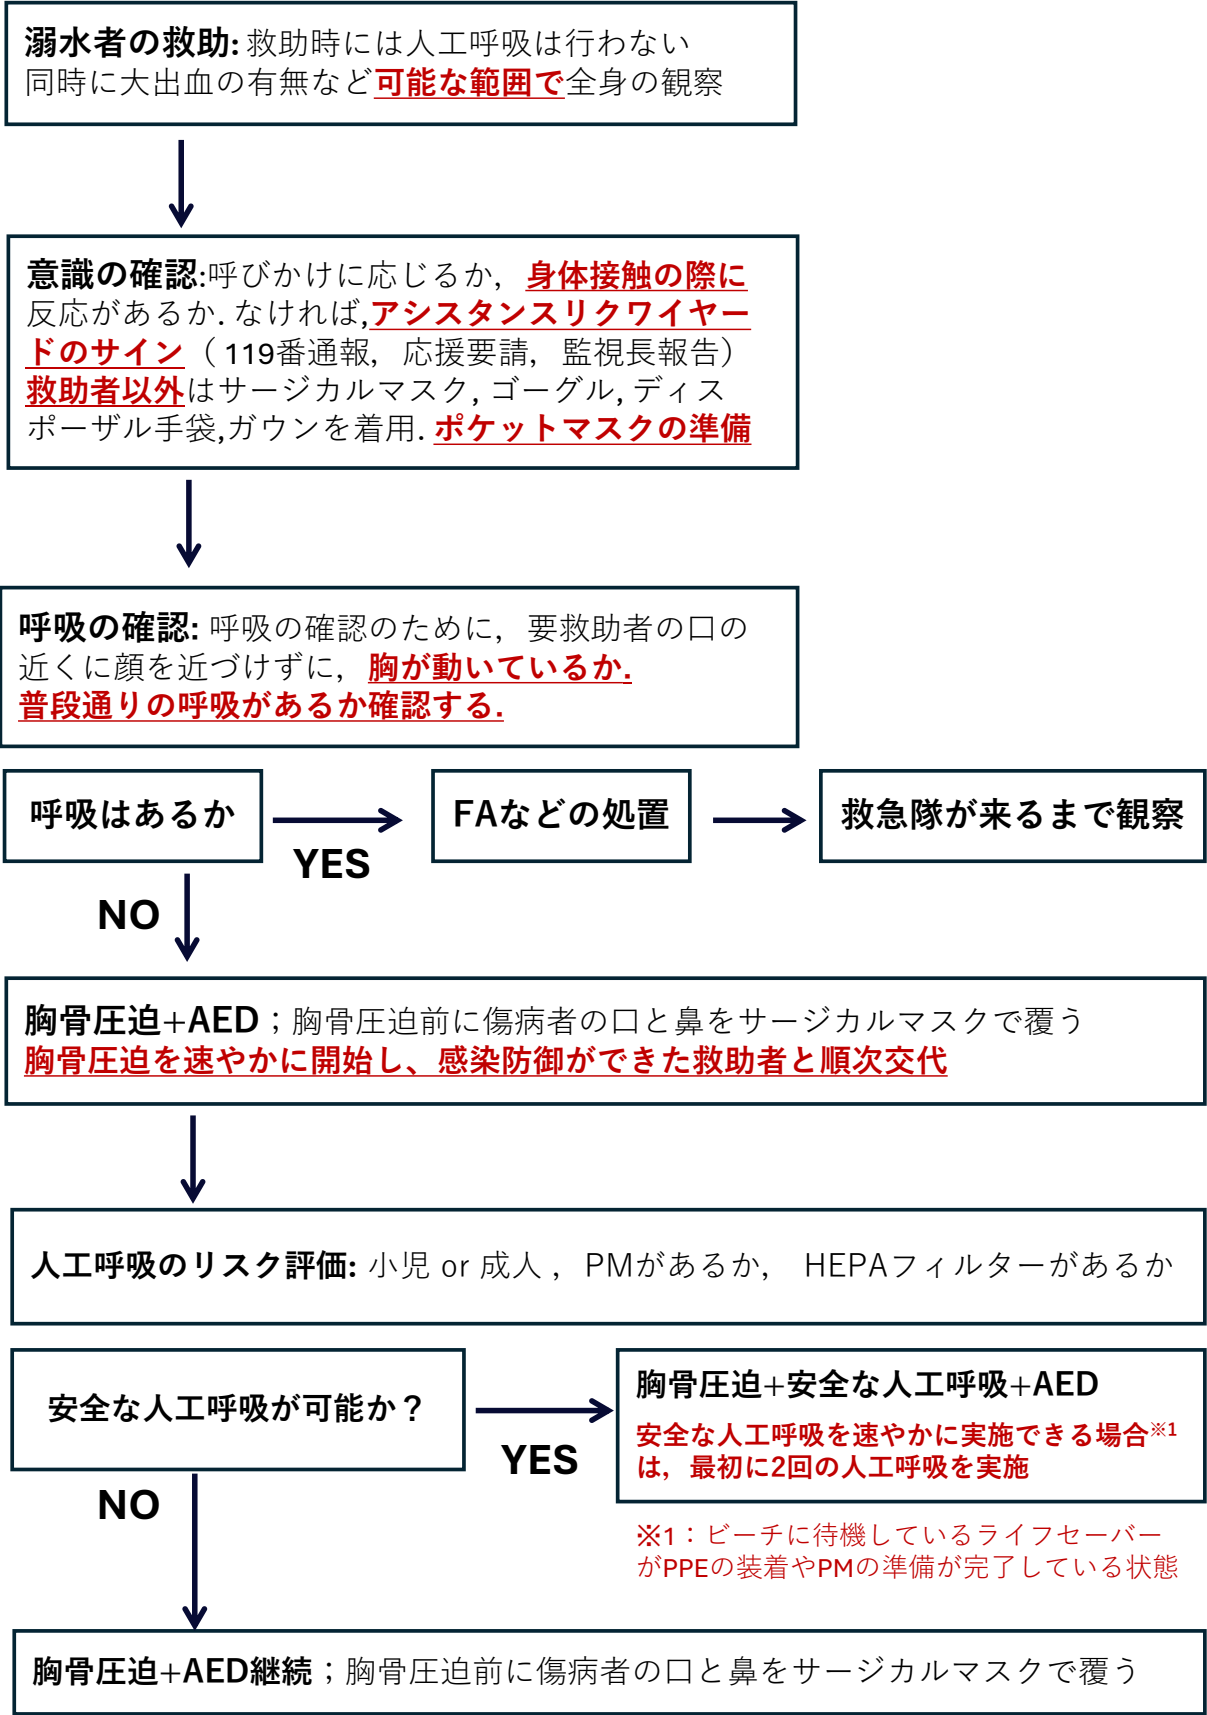 溺水者の救助: 救助時には人工呼吸は行わない
同時に大出血の有無など可能な範囲で全身の観察
意識の確認:呼びかけに応じるか，身体接触の際に
反応があるか. なければ,アシスタンスリクワイヤー
ドのサイン（ 119番通報，応援要請，監視長報告）
救助者以外はサージカルマスク, ゴーグル, ディス
ポーザル手袋,ガウンを着用. ポケットマスクの準備
呼吸の確認: 呼吸の確認のために，要救助者の口の
近くに顔を近づけずに，胸が動いているか.
普段通りの呼吸があるか確認する.
呼吸はあるか
YES
FAなどの処置
救急隊が来るまで観察
NO
胸骨圧迫+AED；胸骨圧迫前に傷病者の口と鼻をサージカルマスクで覆う
胸骨圧迫を速やかに開始し、感染防御ができた救助者と順次交代
人工呼吸のリスク評価: 小児 or 成人 ，PMがあるか， HEPAフィルターがあるか
安全な人工呼吸が可能か？
YES
胸骨圧迫+安全な人工呼吸+AED
安全な人工呼吸を速やかに実施できる場合※1
は，最初に2回の人工呼吸を実施
※1：ビーチに待機しているライフセーバー
がPPEの装着やPMの準備が完了している状態
NO
胸骨圧迫+AED継続；胸骨圧迫前に傷病者の口と鼻をサージカルマスクで覆う